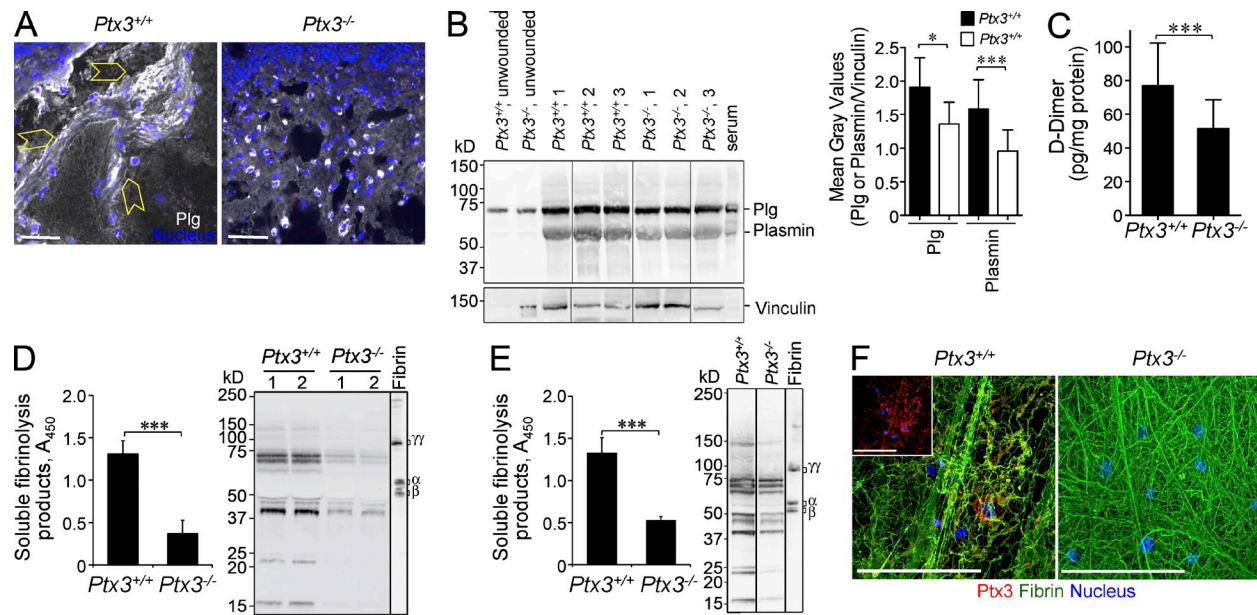 A
Ptx3+/+
Ptx3-/-
Plg
Nucleus
B
Ptx3+/+, unwounded
Ptx3-/-, unwounded
Ptx3+/+, 1
Ptx3+/+, 2
Ptx3+/+, 3
Ptx3-/-, 1
Ptx3-/-, 2
Ptx3-/-, 3
serum
kD
150
100
75
50
37
150
Plg
Plasmin
Vinculin
Ptx3+/+
Ptx3+/+
Mean Gray Values
(Plg or Plasmin/Vinculin)
2.5
2.0
1.5
1.0
0.5
0
*
***
Plg
Plasmin
C
D-Dimer
(pg/mg protein)
100
80
60
40
20
0
***
Ptx3+/+ Ptx3-/-
D
Soluble fibrinolysis
products, A450
2.0
1.5
1.0
0.5
0
***
Ptx3+/+ Ptx3-/-
Ptx3+/+ Ptx3-/-
1 2 1 2
Fibrin
kD
250
150
100
75
50
37
25
20
15
γγ
α
β
E
Soluble fibrinolysis
products, A450
2.0
1.5
1.0
0.5
0
***
Ptx3+/+ Ptx3-/-
Ptx3+/+
Ptx3-/-
Fibrin
kD
250
150
100
75
50
37
25
20
15
γγ
α
β
F
Ptx3+/+
Ptx3-/-
Ptx3 Fibrin Nucleus